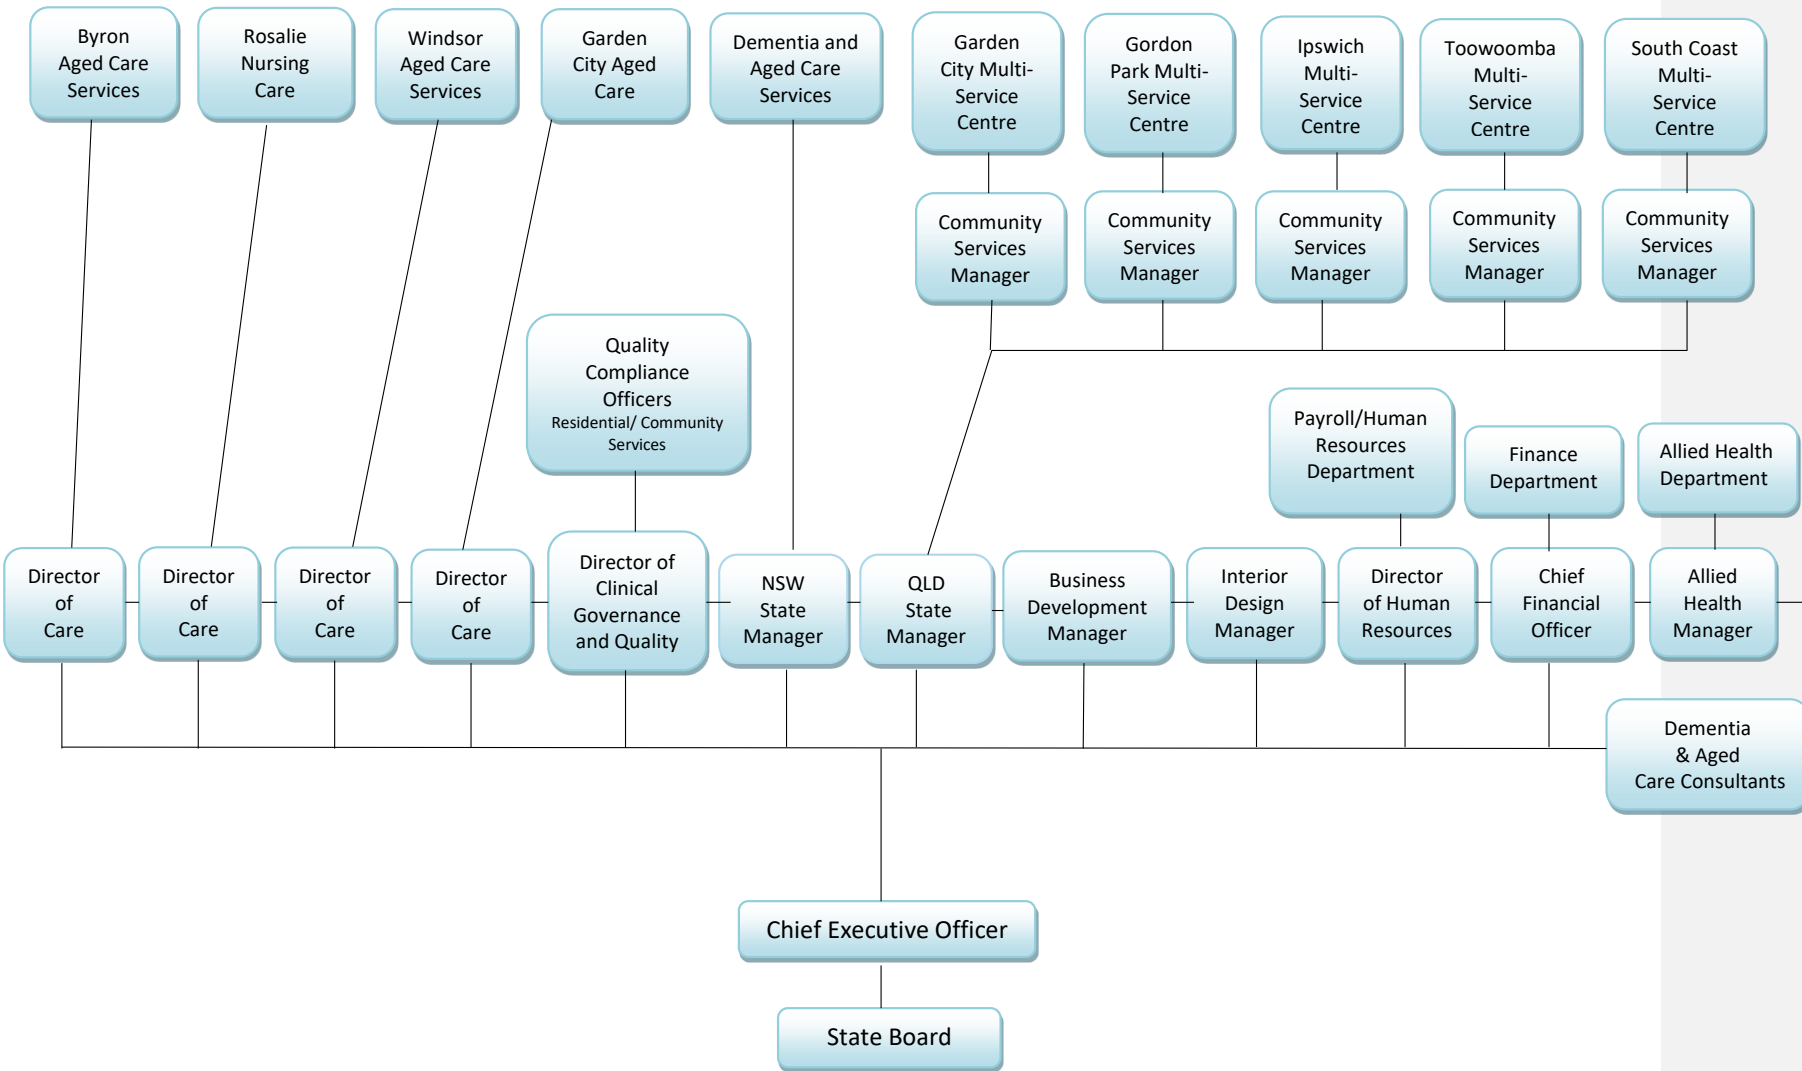 Byron
Aged Care
Services
Rosalie
Nursing
Care
Windsor
Aged Care
Services
Garden
City Aged
Care
Dementia and
Aged Care
Services
Garden
City Multi-
Service
Centre
Gordon
Park Multi-
Service
Centre
Ipswich
Multi-
Service
Centre
Toowoomba
Multi-
Service
Centre
South Coast
Multi-
Service
Centre
Community
Services
Manager
Community
Services
Manager
Community
Services
Manager
Community
Services
Manager
Community
Services
Manager
Quality
Compliance
Officers
Residential/ Community
Services
Payroll/Human
Resources
Department
Finance
Department
Allied Health
Department
Director
of
Care
Director
of
Care
Director
of
Care
Director
of
Care
Director of
Clinical
Governance
and Quality
NSW
State
Manager
QLD
State
Manager
Business
Development
Manager
Interior
Design
Manager
Director
of Human
Resources
Chief
Financial
Officer
Allied
Health
Manager
Dementia
& Aged
Care Consultants
Chief Executive Officer
State Board